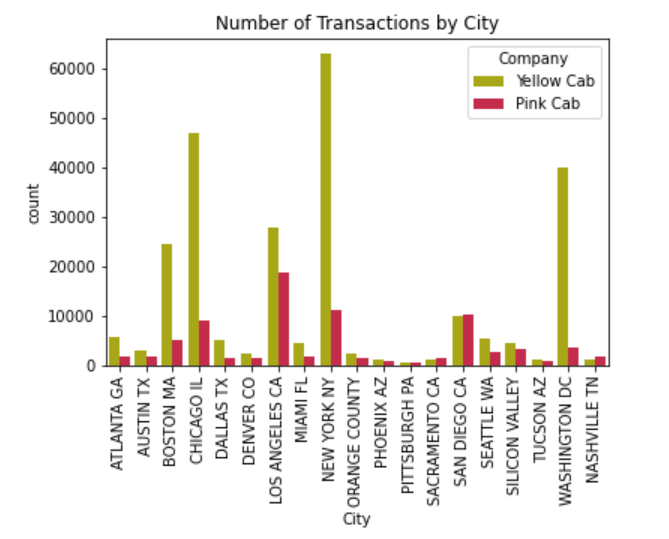 Number of Transactions by City
Company
Yellow Cab
Pink Cab
60000
50000
40000
30000
20000
10000
0
count
ATLANTA GA
AUSTIN TX
BOSTON MA
CHICAGO IL
DALLAS TX
DENVER CO
LOS ANGELES CA
MIAMI FL
NEW YORK NY
ORANGE COUNTY
PHOENIX AZ
PITTSBURGH PA
SACRAMENTO CA
SAN DIEGO CA
SEATTLE WA
SILICON VALLEY
TUCSON AZ
WASHINGTON DC
NASHVILLE TN
City